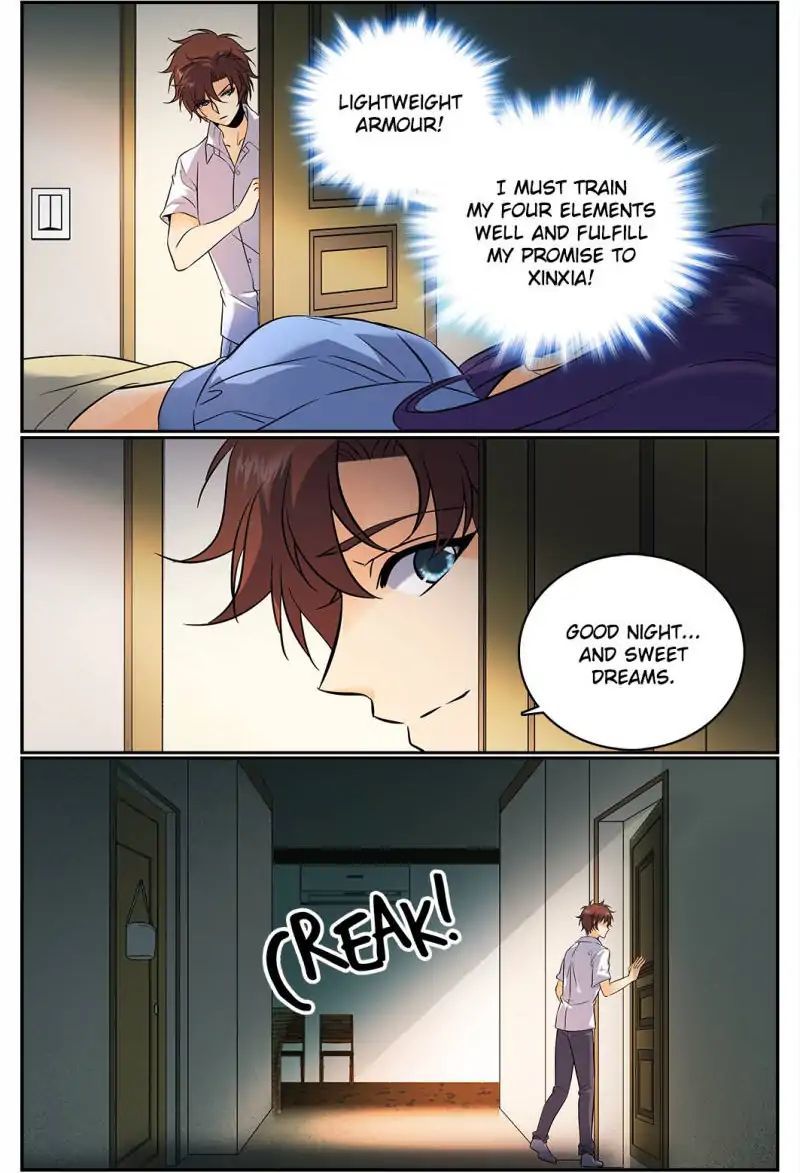 LIGHTWEIGHT
ARMOUR!
I MUST TRAIN
MY FOUR ELEMENTS
WELL AND FULFILL
MY PROMISE TO
XINXIA!
GOOD NIGHT...
AND SWEET
DREAMS.
CREAK!